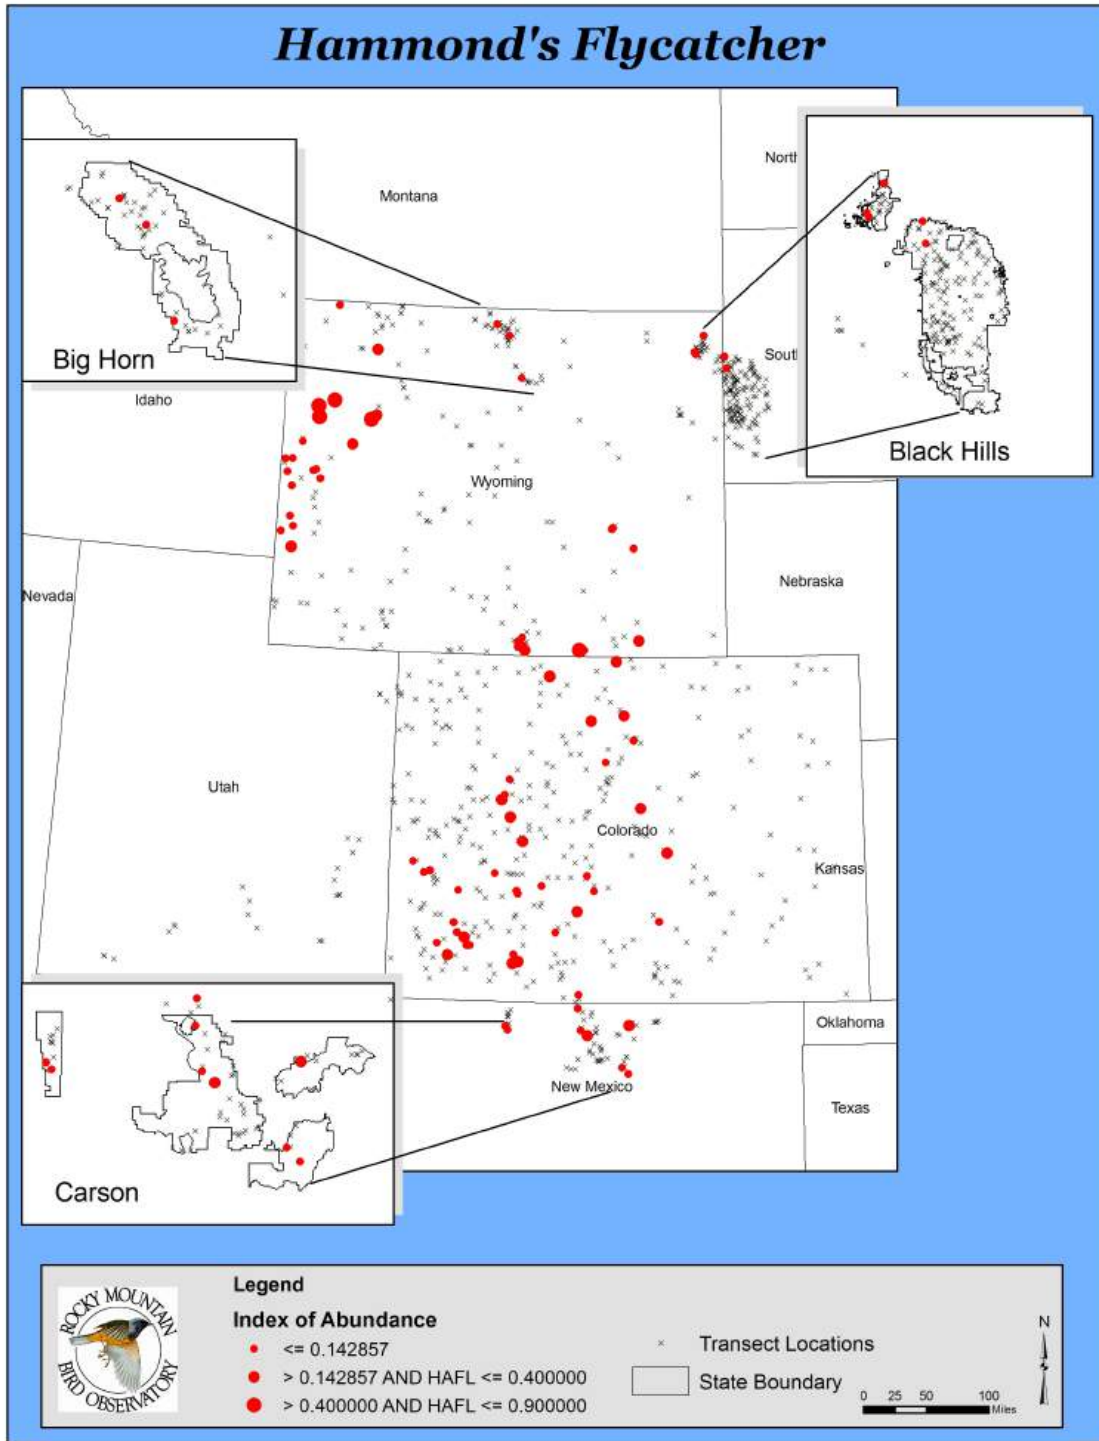 Hammond's Flycatcher
Montana
North
Big Horn
Idaho
South
Black Hills
Wyoming
Nevada
Nebraska
Utah
Colorado
Kansas
Oklahoma
New Mexico
Texas
Carson
Legend
Index of Abundance
<= 0.142857
> 0.142857 AND HAFL <= 0.400000
> 0.400000 AND HAFL <= 0.900000
Transect Locations
State Boundary
N
0 25 50 100
Miles
ROCKY MOUNTAIN
BIRD OBSERVATORY